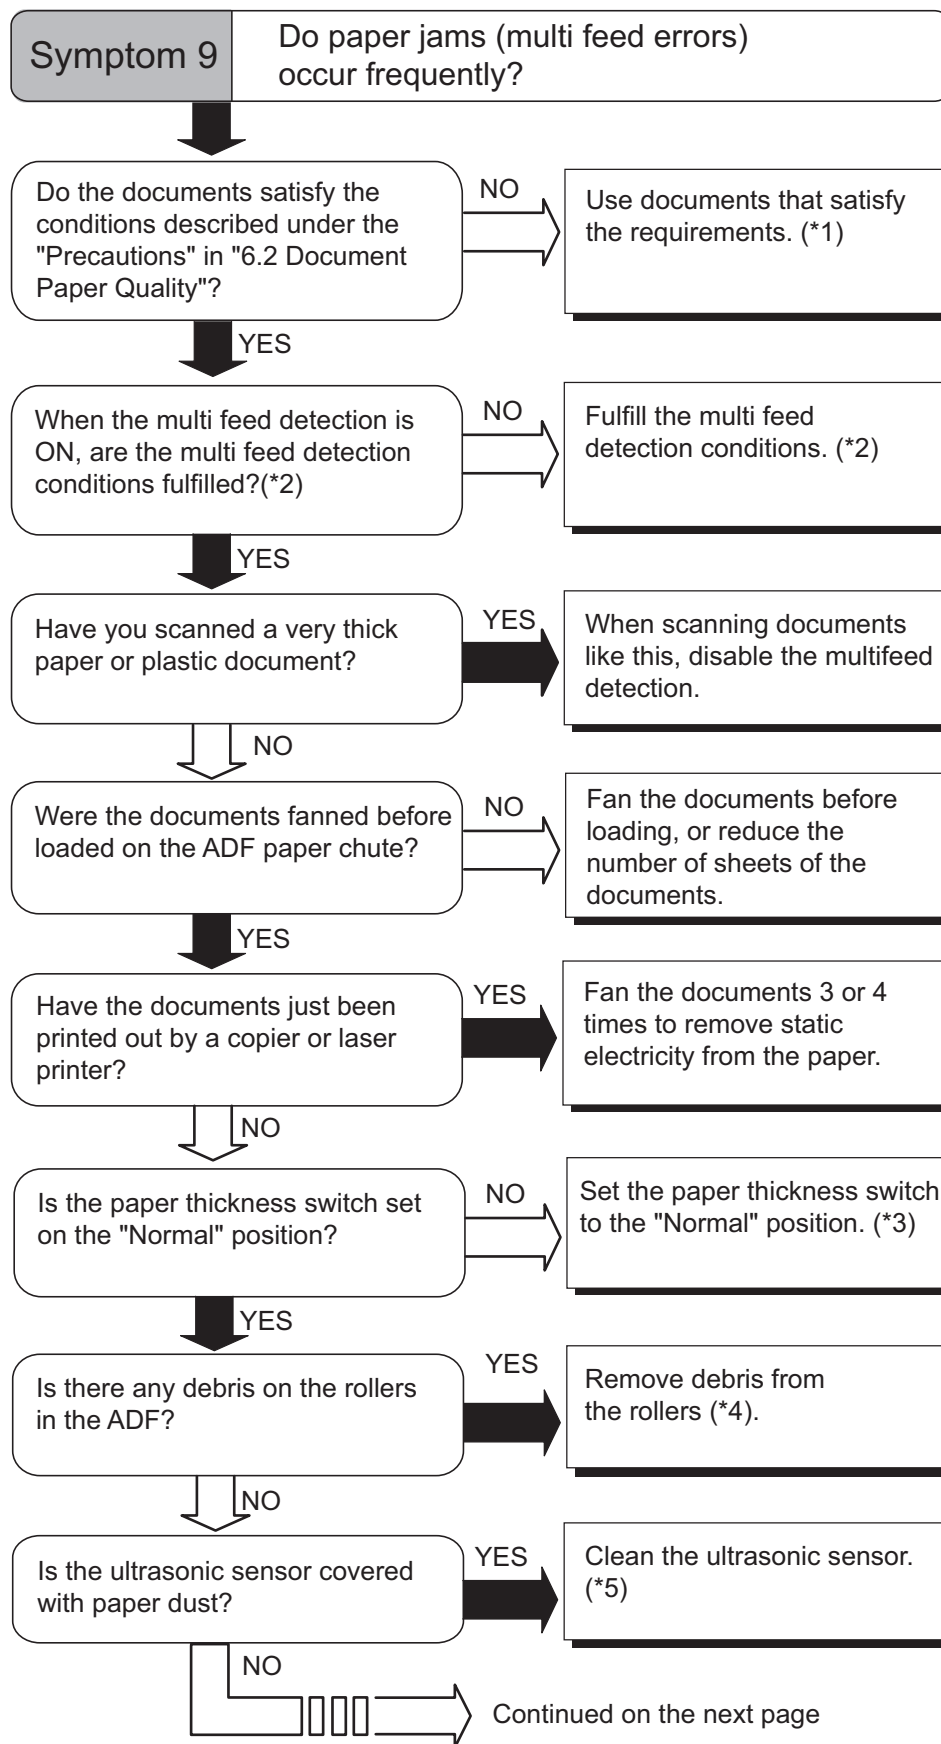 Symptom 9
Do paper jams (multi feed errors)
occur frequently?
Do the documents satisfy the
conditions described under the
"Precautions" in "6.2 Document
Paper Quality"?
NO
Use documents that satisfy
the requirements. (*1)
YES
When the multi feed detection is
ON, are the multi feed detection
conditions fulfilled?(*2)
NO
Fulfill the multi feed
detection conditions. (*2)
YES
Have you scanned a very thick
paper or plastic document?
YES
When scanning documents
like this, disable the multifeed
detection.
NO
Were the documents fanned before
loaded on the ADF paper chute?
NO
Fan the documents before
loading, or reduce the
number of sheets of the
documents.
YES
Have the documents just been
printed out by a copier or laser
printer?
YES
Fan the documents 3 or 4
times to remove static
electricity from the paper.
NO
Is the paper thickness switch set
on the "Normal" position?
NO
Set the paper thickness switch
to the "Normal" position. (*3)
YES
Is there any debris on the rollers
in the ADF?
YES
Remove debris from
the rollers (*4).
NO
Is the ultrasonic sensor covered
with paper dust?
YES
Clean the ultrasonic sensor.
(*5)
NO
Continued on the next page